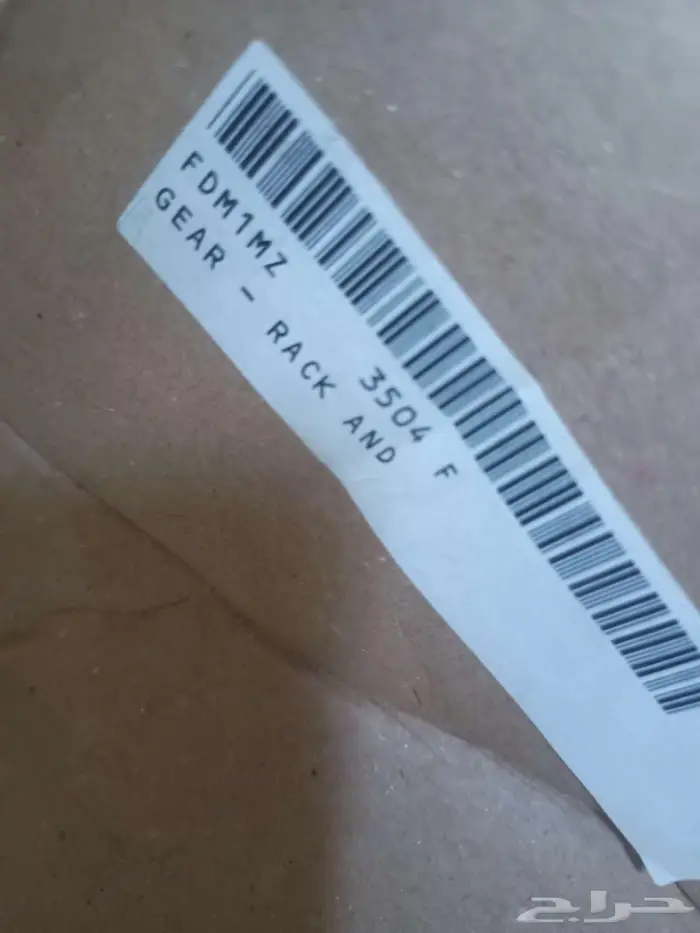 FDM1MZ 3504 F
GEAR - RACK AND
حراج